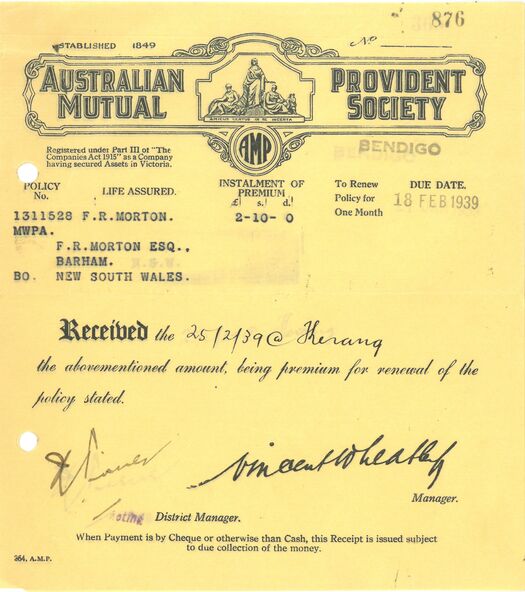 876
ESTABLISHED 1849
No
AUSTRALIAN MUTUAL PROVIDENT SOCIETY
AMICUS CERTUS IN RE INCERTA
AMP
Registered under Part III of "The
Companies Act 1915" as a Company
having secured Assets in Victoria.
BENDIGO
POLICY No. LIFE ASSURED. INSTALMENT OF PREMIUM £ s. d. To Renew Policy for One Month DUE DATE.
18 FEB 1939
1311528 F.R.MORTON. 2-10- 0
MWPA.
F.R.MORTON ESQ.,
BARHAM.
BO. NEW SOUTH WALES.
Received the 25/2/39 @ Kerang
the abovementioned amount, being premium for renewal of the
policy stated.
Vincent Wheatley
Manager.
Acting District Manager.
When Payment is by Cheque or otherwise than Cash, this Receipt is issued subject
to due collection of the money.
264. A.M.P.